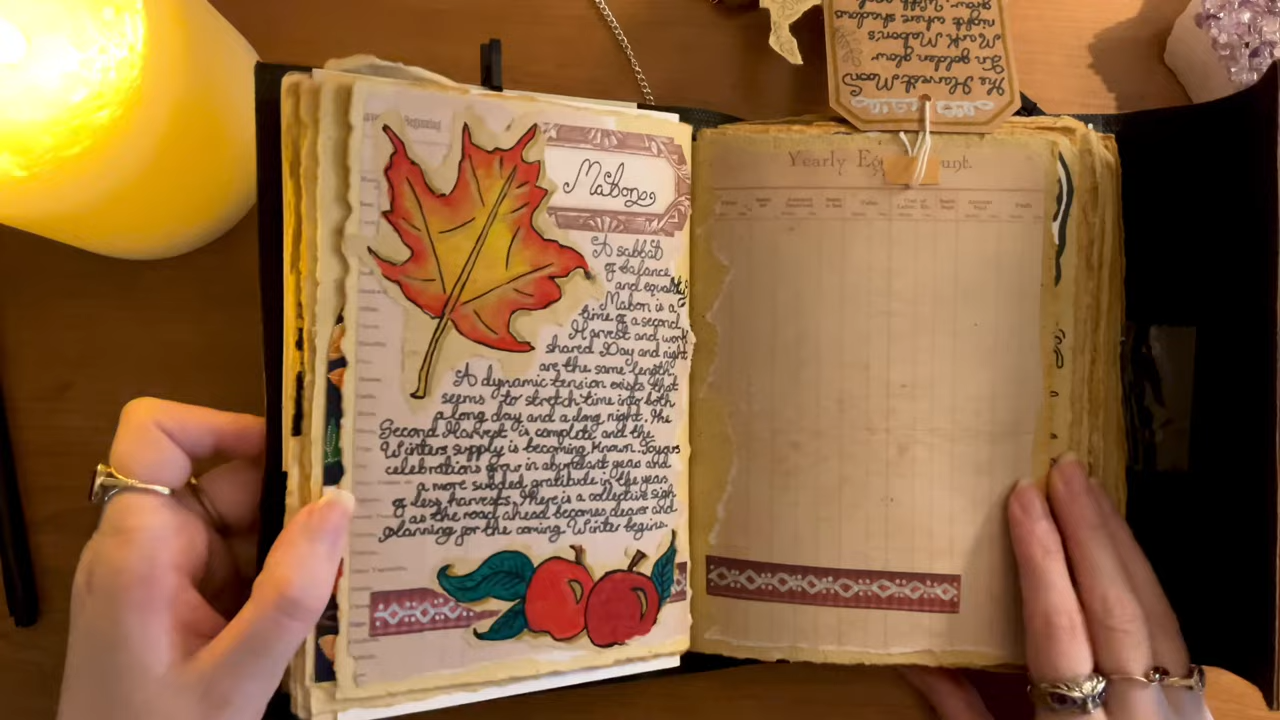 Beginning
Mabon
A sabbat
of balance
and equality
Mabon is a
time of a second
Harvest and work
shared. Day and night
are the same length.
A dynamic tension exists that
seems to stretch time into both
a long day and a long night. The
Second Harvest is complete and the
Winters supply is becoming known. Joyous
celebrations grow in abundant years and
a more subded gratitude in the years
of less harvests. There is a collective sigh
as the road ahead becomes clearer and
planning for the coming Winter begins.
The Harvest Moon
In golden glow
Mark Mabon's
night where shadows
grow. With
Yearly unt.